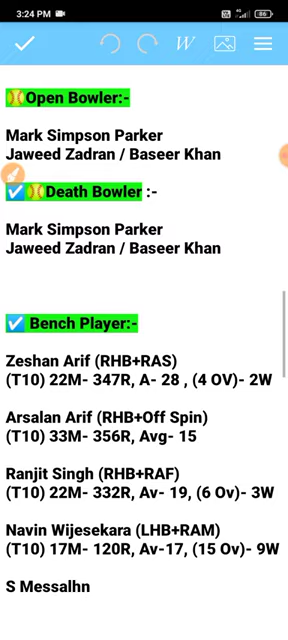 3:24 PM
4G
86
W
⚾Open Bowler:-
Mark Simpson Parker
Jaweed Zadran / Baseer Khan
☑️⚾Death Bowler :-
Mark Simpson Parker
Jaweed Zadran / Baseer Khan
☑️ Bench Player:-
Zeshan Arif (RHB+RAS)
(T10) 22M- 347R, A- 28 , (4 OV)- 2W
Arsalan Arif (RHB+Off Spin)
(T10) 33M- 356R, Avg- 15
Ranjit Singh (RHB+RAF)
(T10) 22M- 332R, Av- 19, (6 Ov)- 3W
Navin Wijesekara (LHB+RAM)
(T10) 17M- 120R, Av-17, (15 Ov)- 9W
S Messalhn